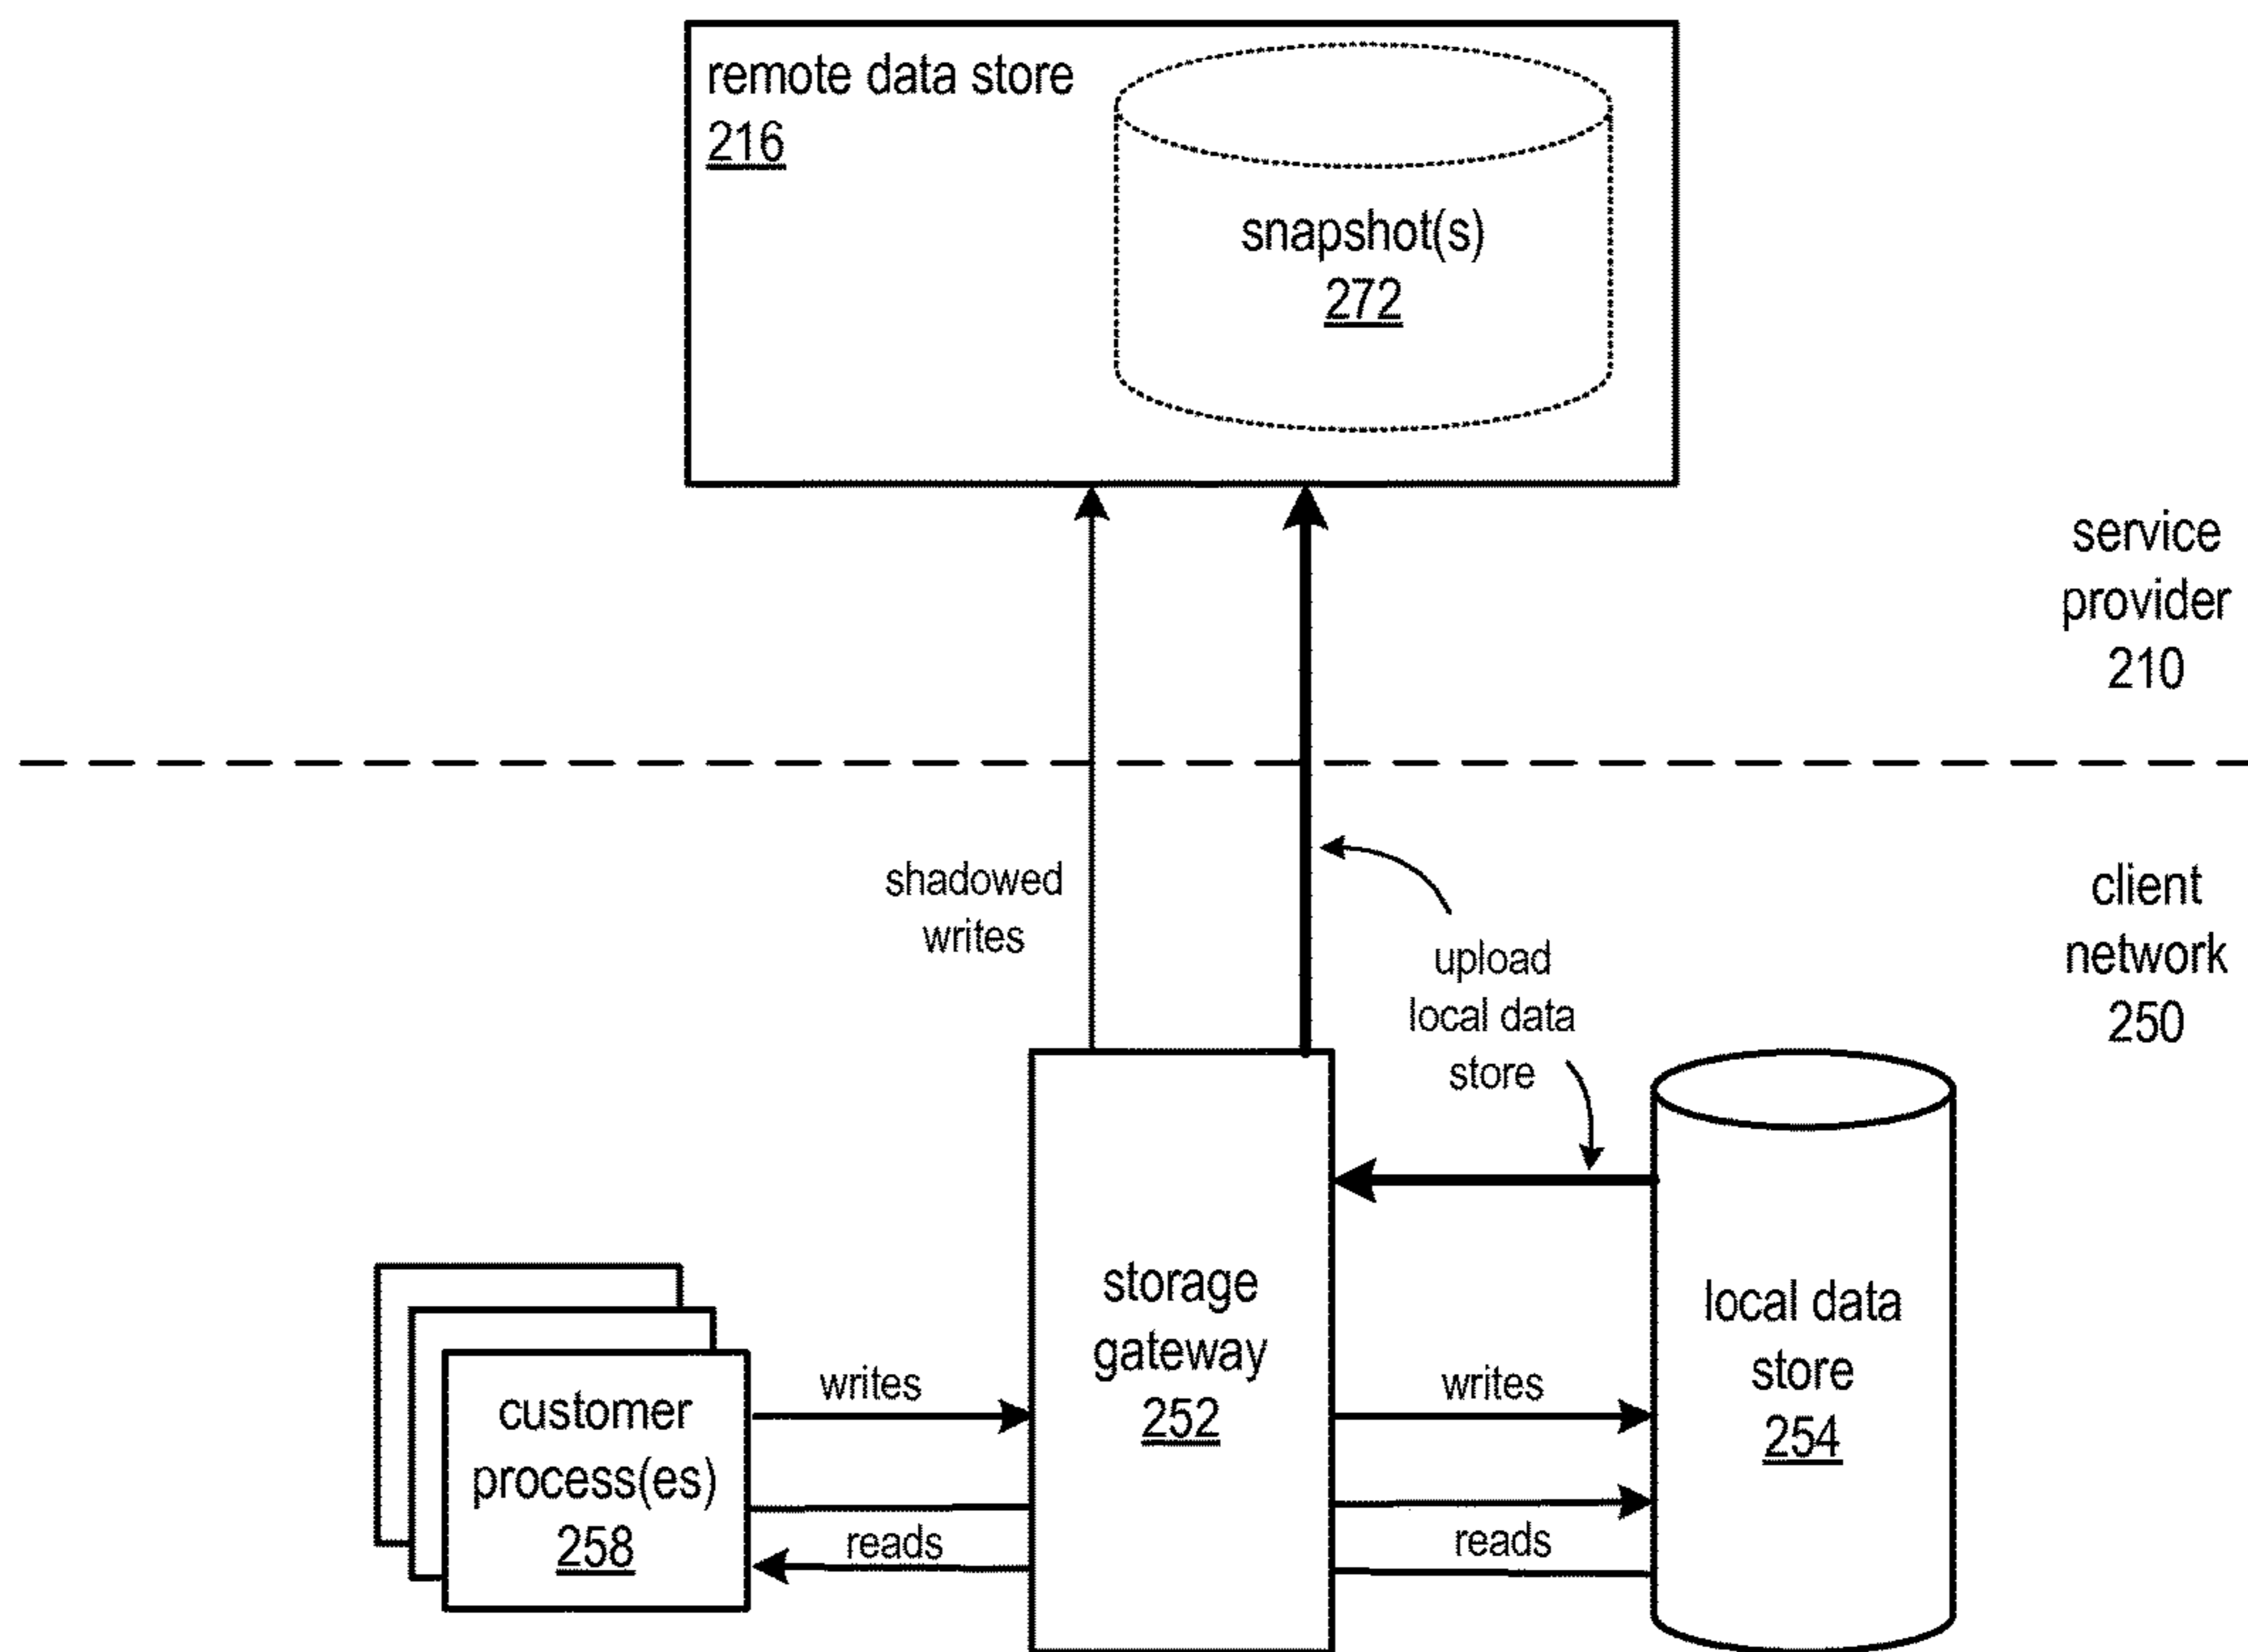 remote data store
216
snapshot(s)
272
service
provider
210
shadowed
writes
upload
local data
store
client
network
250
storage
gateway
252
local data
store
254
customer
process(es)
258
writes
reads
writes
reads